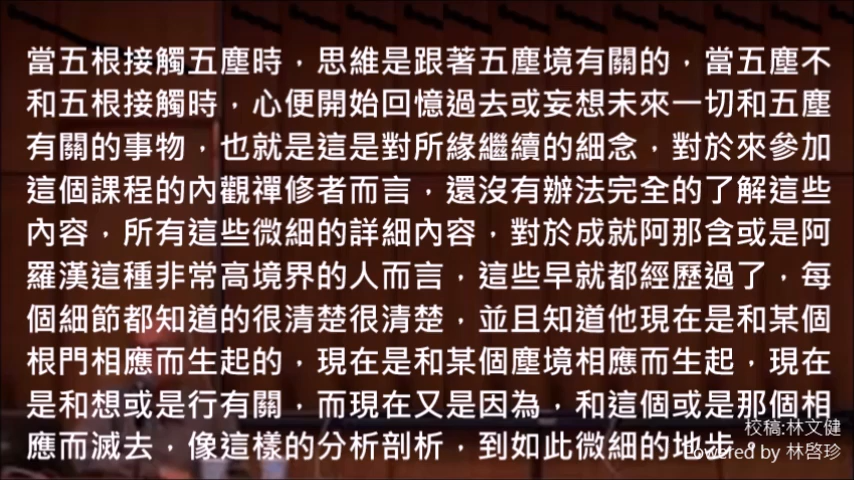 當五根接觸五塵時，思維是跟著五塵境有關的，當五塵不
和五根接觸時，心便開始回憶過去或妄想未來一切和五塵
有關的事物，也就是這是對所緣繼續的細念，對於來參加
這個課程的內觀禪修者而言，還沒有辦法完全的了解這些
內容，所有這些微細的詳細內容，對於成就阿那含或是阿
羅漢這種非常高境界的人而言，這些早就都經歷過了，每
個細節都知道的很清楚很清楚，並且知道他現在是和某個
根門相應而生起的，現在是和某個塵境相應而生起，現在
是和想或是行有關，而現在又是因為，和這個或是那個相
應而滅去，像這樣的分析剖析，到如此微細的地步。
校稿:林文健
Powered by 林啓珍